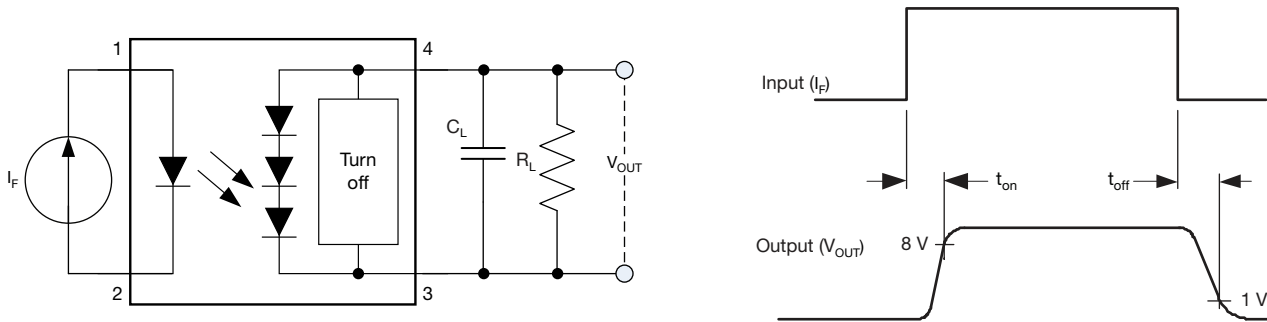 1
4
I_F
Turn
off
C_L
R_L
V_OUT
2
3
Input (I_F)
t_on
t_off
Output (V_OUT)
8 V
1 V